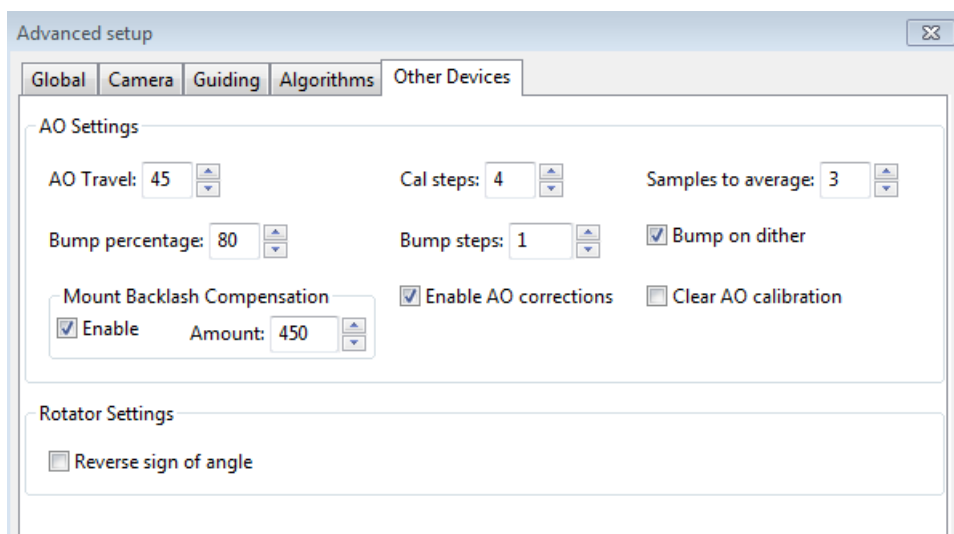 Advanced setup
Global Camera Guiding Algorithms Other Devices
AO Settings
AO Travel: 45 Cal steps: 4 Samples to average: 3
Bump percentage: 80 Bump steps: 1 Bump on dither
Mount Backlash Compensation Enable AO corrections Clear AO calibration
Enable Amount: 450
Rotator Settings
Reverse sign of angle